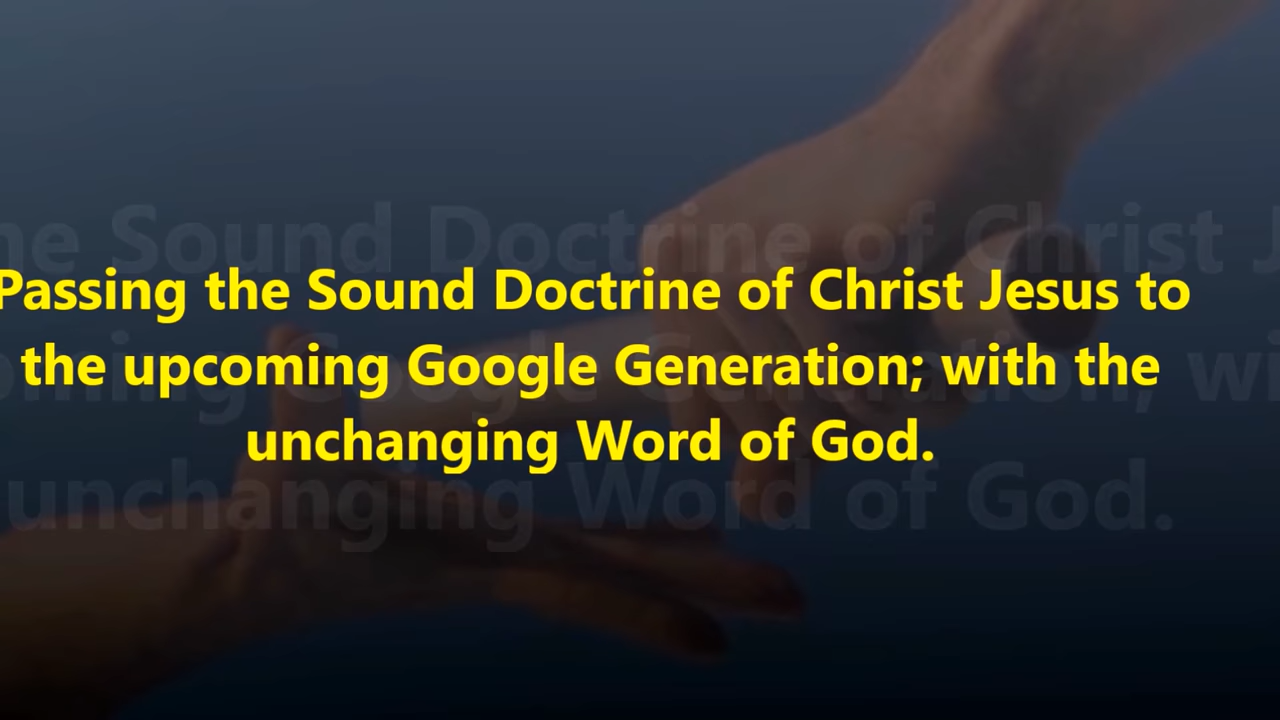 Passing the Sound Doctrine of Christ Jesus to
the upcoming Google Generation; with the
unchanging Word of God.